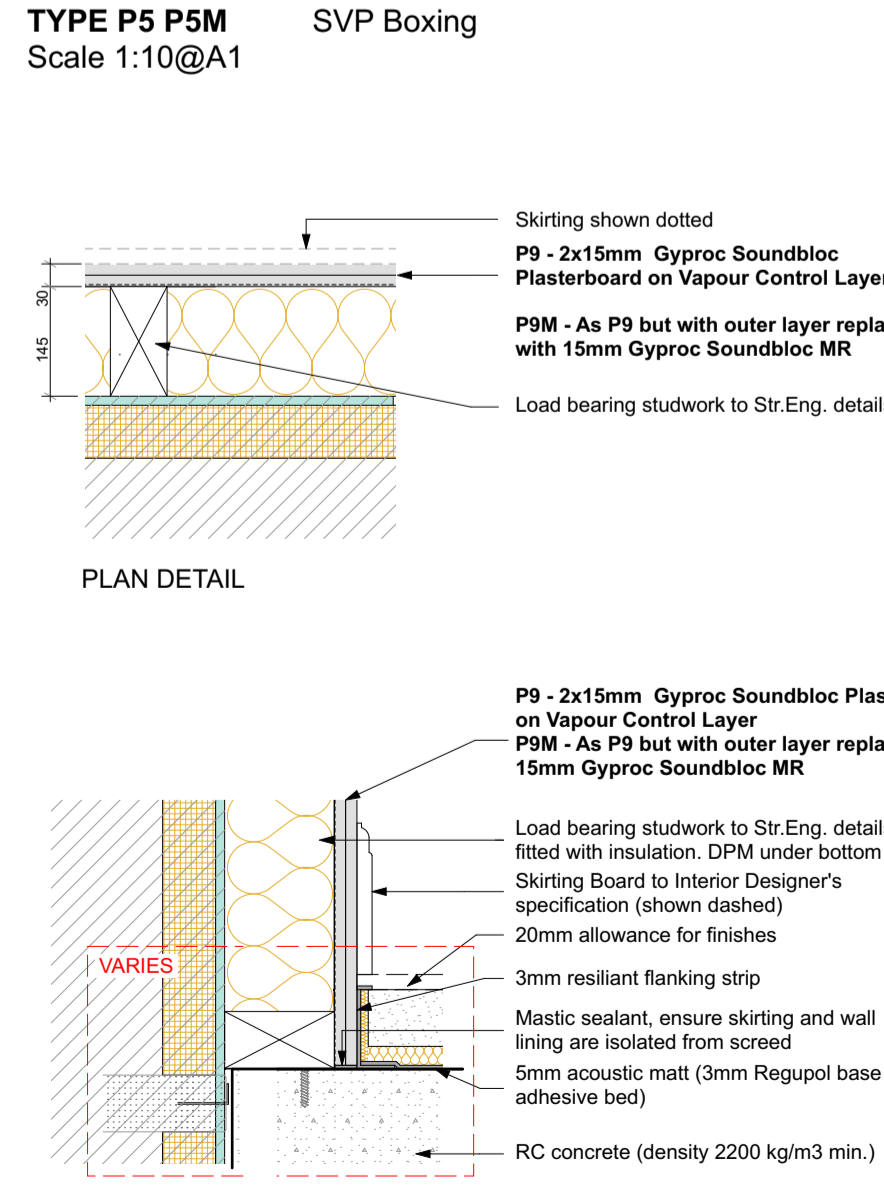 TYPE P5 P5M SVP Boxing
Scale 1:10@A1
Skirting shown dotted
P9 - 2x15mm Gyproc Soundbloc
Plasterboard on Vapour Control Layer
P9M - As P9 but with outer layer repla
with 15mm Gyproc Soundbloc MR
Load bearing studwork to Str.Eng. details
30
145
PLAN DETAIL
P9 - 2x15mm Gyproc Soundbloc Plas
on Vapour Control Layer
P9M - As P9 but with outer layer repla
15mm Gyproc Soundbloc MR
Load bearing studwork to Str.Eng. details
fitted with insulation. DPM under bottom
Skirting Board to Interior Designer's
specification (shown dashed)
20mm allowance for finishes
VARIES
3mm resiliant flanking strip
Mastic sealant, ensure skirting and wall
lining are isolated from screed
5mm acoustic matt (3mm Regupol base
adhesive bed)
RC concrete (density 2200 kg/m3 min.)